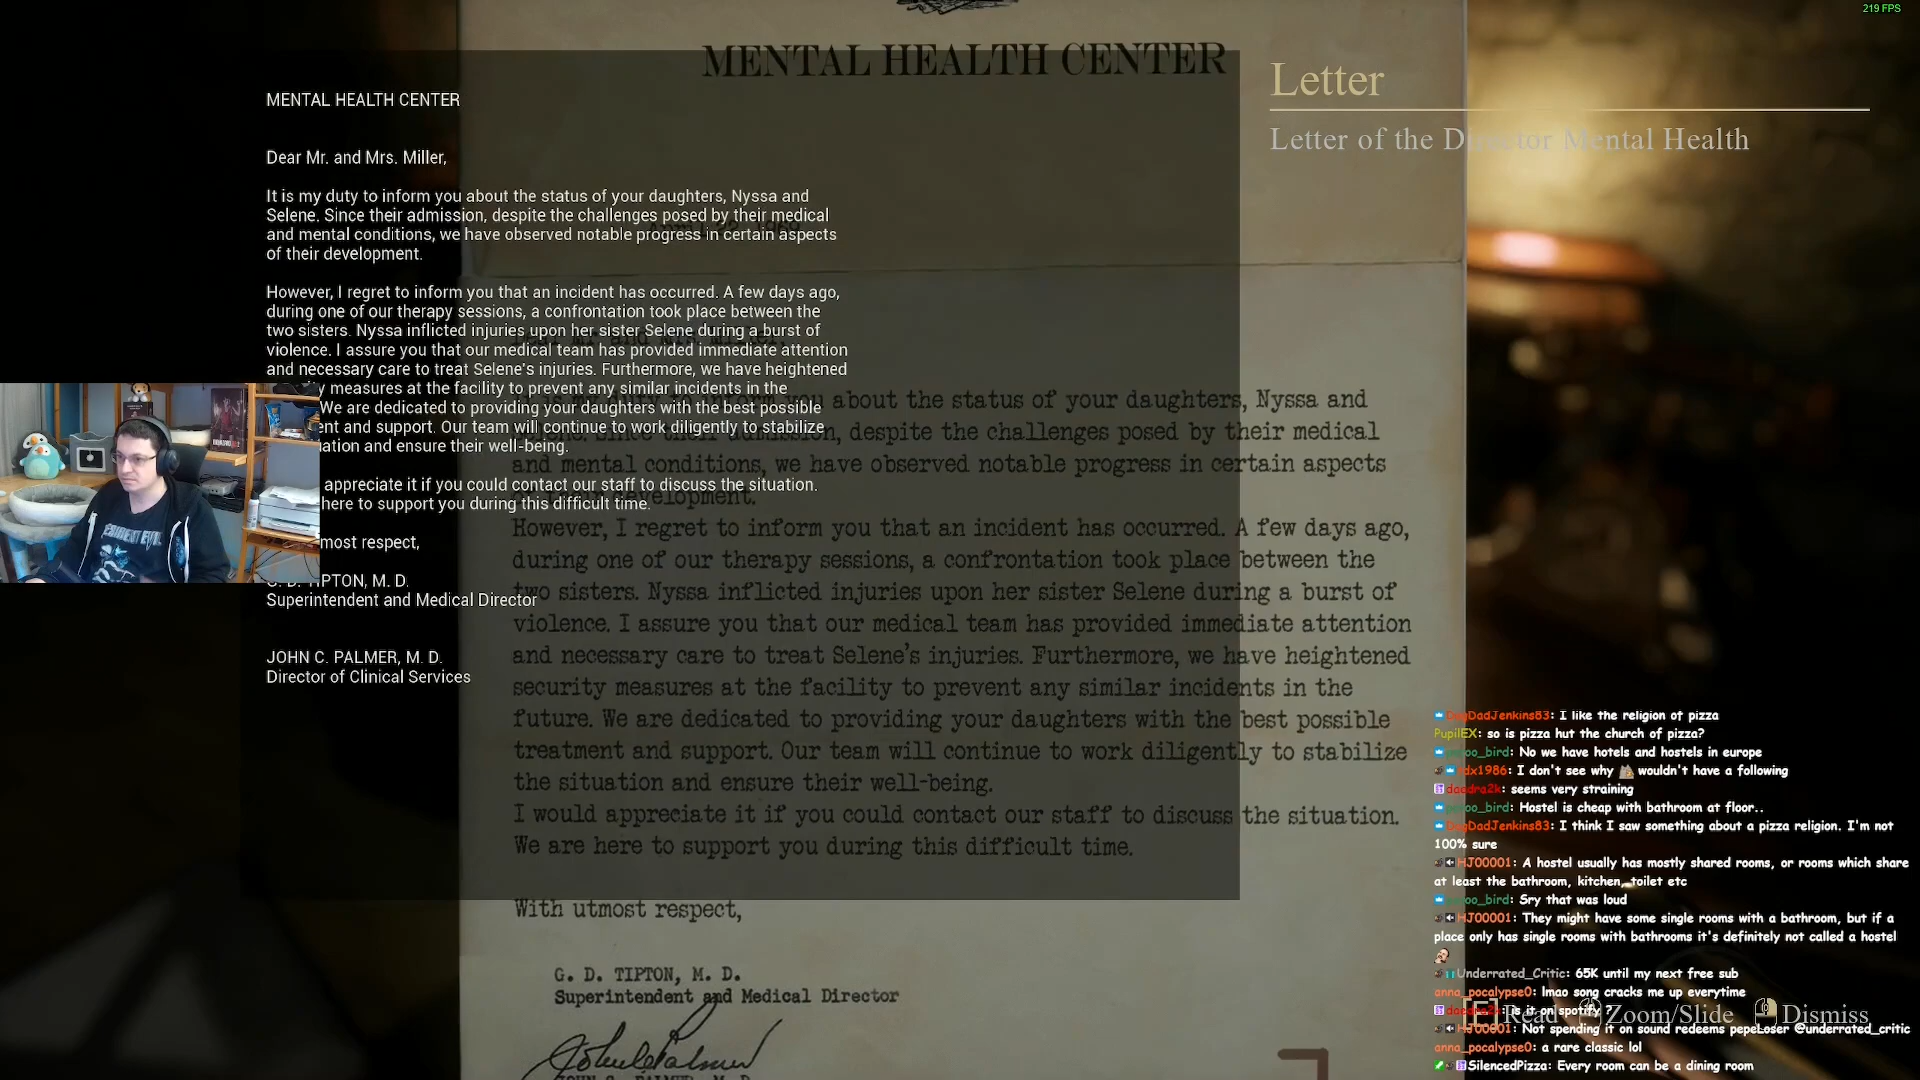 219 FPS
MENTAL HEALTH CENTER
Letter
Letter of the Director Mental Health
MENTAL HEALTH CENTER
Dear Mr. and Mrs. Miller,
It is my duty to inform you about the status of your daughters, Nyssa and
Selene. Since their admission, despite the challenges posed by their medical
and mental conditions, we have observed notable progress in certain aspects
of their development.
However, I regret to inform you that an incident has occurred. A few days ago,
during one of our therapy sessions, a confrontation took place between the
two sisters. Nyssa inflicted injuries upon her sister Selene during a burst of
violence. I assure you that our medical team has provided immediate attention
and necessary care to treat Selene's injuries. Furthermore, we have heightened
measures at the facility to prevent any similar incidents in the
We are dedicated to providing your daughters with the best possible
and support. Our team will continue to work diligently to stabilize
and ensure their well-being.
appreciate it if you could contact our staff to discuss the situation.
here to support you during this difficult time.
most respect,
TIPTON, M. D.
Superintendent and Medical Director
JOHN C. PALMER, M. D.
Director of Clinical Services
is my duty to inform you about the status of your daughters, Nyssa and
Since their admission, despite the challenges posed by their medical
and mental conditions, we have observed notable progress in certain aspects
development.
However, I regret to inform you that an incident has occurred. A few days ago,
during one of our therapy sessions, a confrontation took place between the
two sisters. Nyssa inflicted injuries upon her sister Selene during a burst of
violence. I assure you that our medical team has provided immediate attention
and necessary care to treat Selene's injuries. Furthermore, we have heightened
security measures at the facility to prevent any similar incidents in the
future. We are dedicated to providing your daughters with the best possible
treatment and support. Our team will continue to work diligently to stabilize
the situation and ensure their well-being.
I would appreciate it if you could contact our staff to discuss the situation.
We are here to support you during this difficult time.
With utmost respect,
G. D. TIPTON, M. D.
Superintendent and Medical Director
DogDadJenkins83: I like the religion of pizza
PupilEX: so is pizza hut the church of pizza?
No we have hotels and hostels in europe
I don't see why wouldn't have a following
daedra2k: seems very straining
Hostel is cheap with bathroom at floor..
DogDadJenkins83: I think I saw something about a pizza religion. I'm not
100% sure
HJ00001: A hostel usually has mostly shared rooms, or rooms which share
at least the bathroom, kitchen, toilet etc
Sry that was loud
HJ00001: They might have some single rooms with a bathroom, but if a
place only has single rooms with bathrooms it's definitely not called a hostel
Underrated_Critic: 65K until my next free sub
anna_pocalypse0: lmao song cracks me up everytime
daedra2k: is it on spotify ?
HJ00001: Not spending it on sound redeems pepeLoser @underrated_critic
anna_pocalypse0: a rare classic lol
SilencedPizza: Every room can be a dining room
[F] Read Zoom/Slide Dismiss